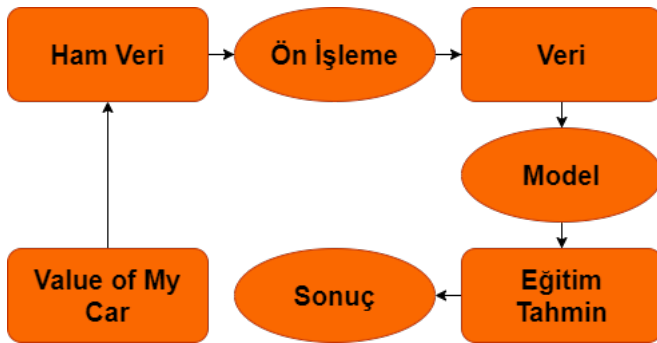 Ham Veri
Ön İşleme
Veri
Model
Value of My
Car
Sonuç
Eğitim
Tahmin